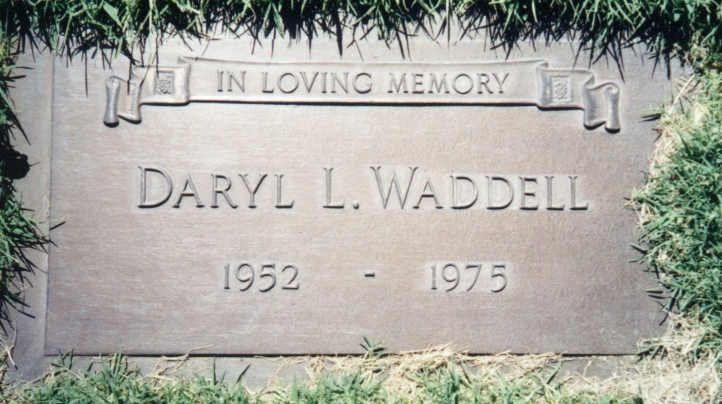 IN LOVING MEMORY
DARYL L. WADDELL
1952 - 1975